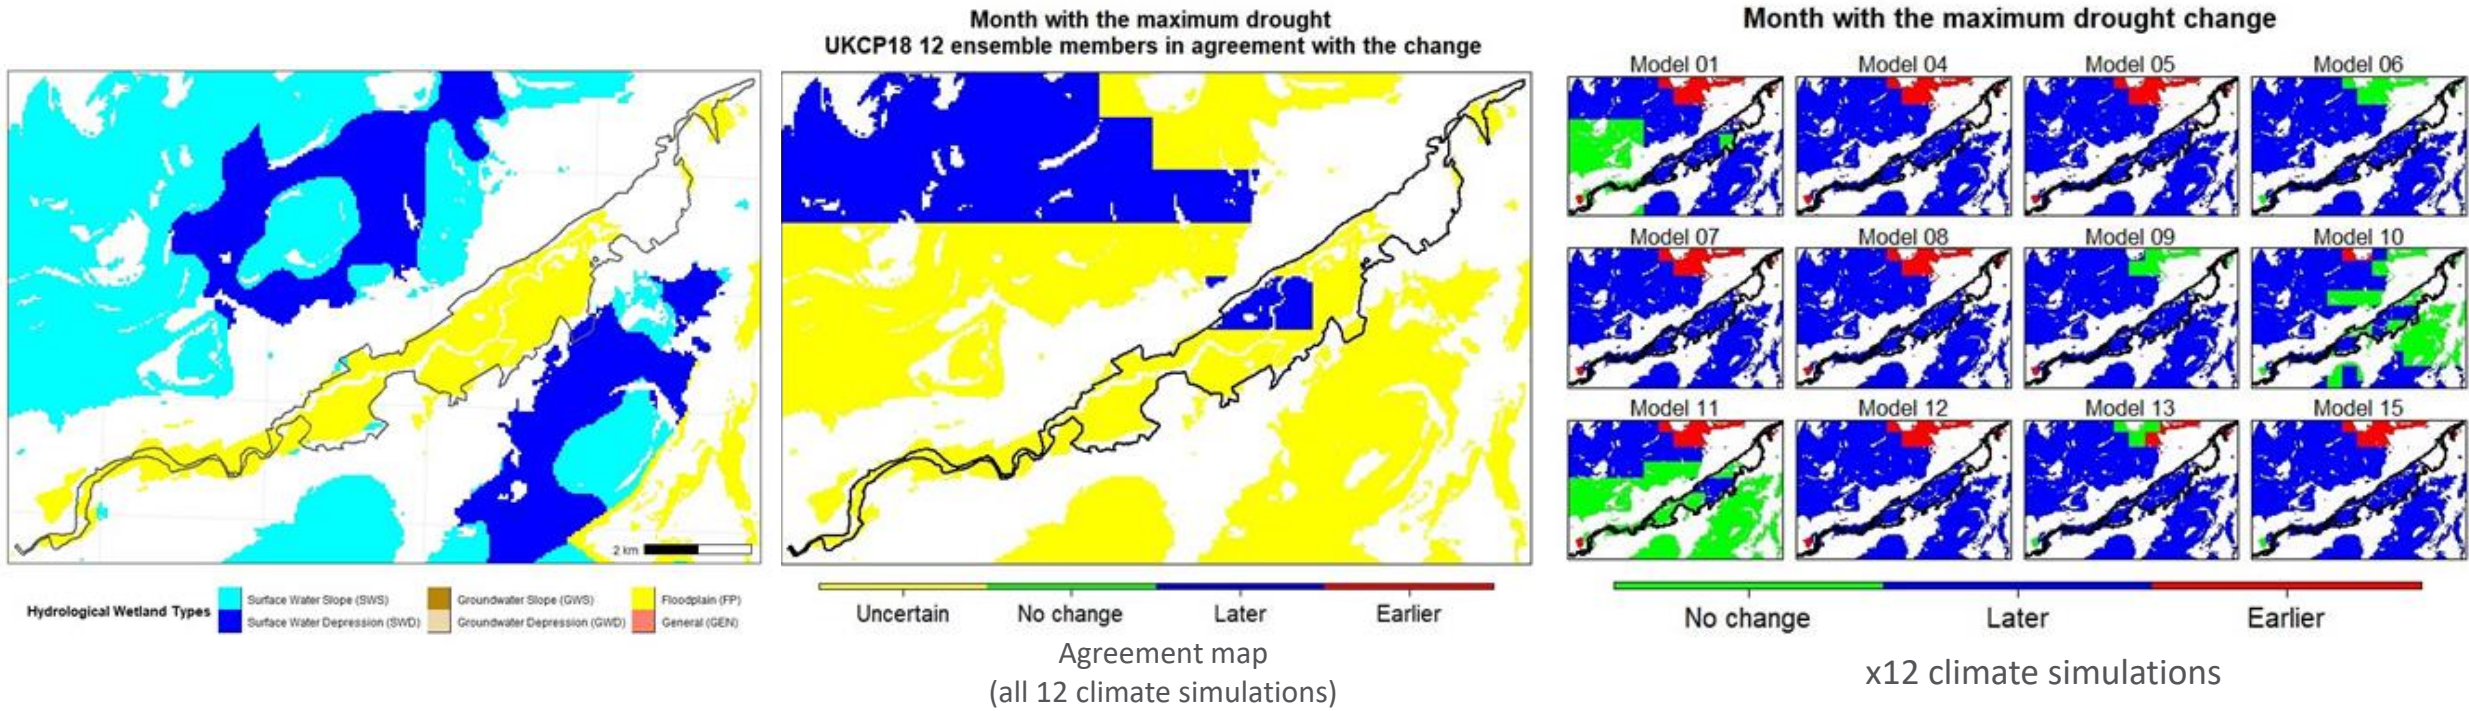 Month with the maximum drought
UKCP18 12 ensemble members in agreement with the change
Month with the maximum drought change
Model 01
Model 04
Model 05
Model 06
Model 07
Model 08
Model 09
Model 10
Model 11
Model 12
Model 13
Model 15
2 km
Hydrological Wetland Types
Surface Water Slope (SWS)
Surface Water Depression (SWD)
Groundwater Slope (GWS)
Groundwater Depression (GWD)
Floodplain (FP)
General (GEN)
Uncertain
No change
Later
Earlier
Agreement map
(all 12 climate simulations)
No change
Later
Earlier
x12 climate simulations